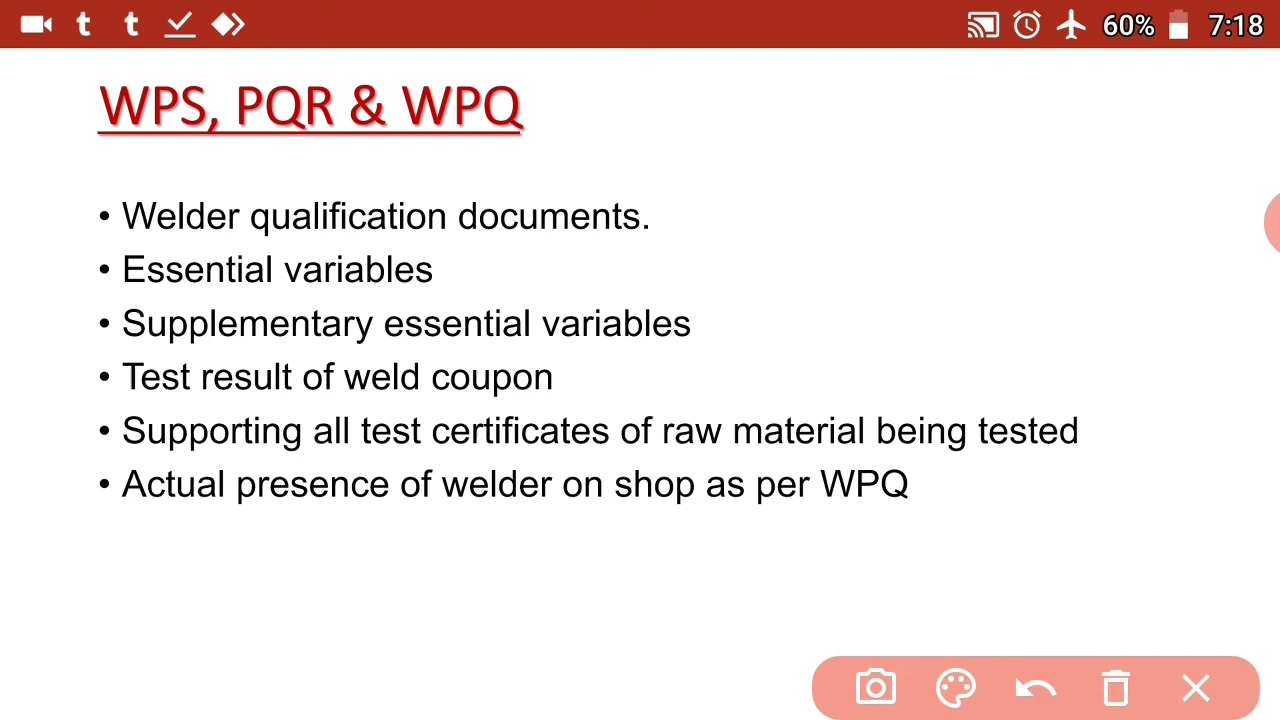 60% 7:18
WPS, PQR & WPQ
• Welder qualification documents.
• Essential variables
• Supplementary essential variables
• Test result of weld coupon
• Supporting all test certificates of raw material being tested
• Actual presence of welder on shop as per WPQ